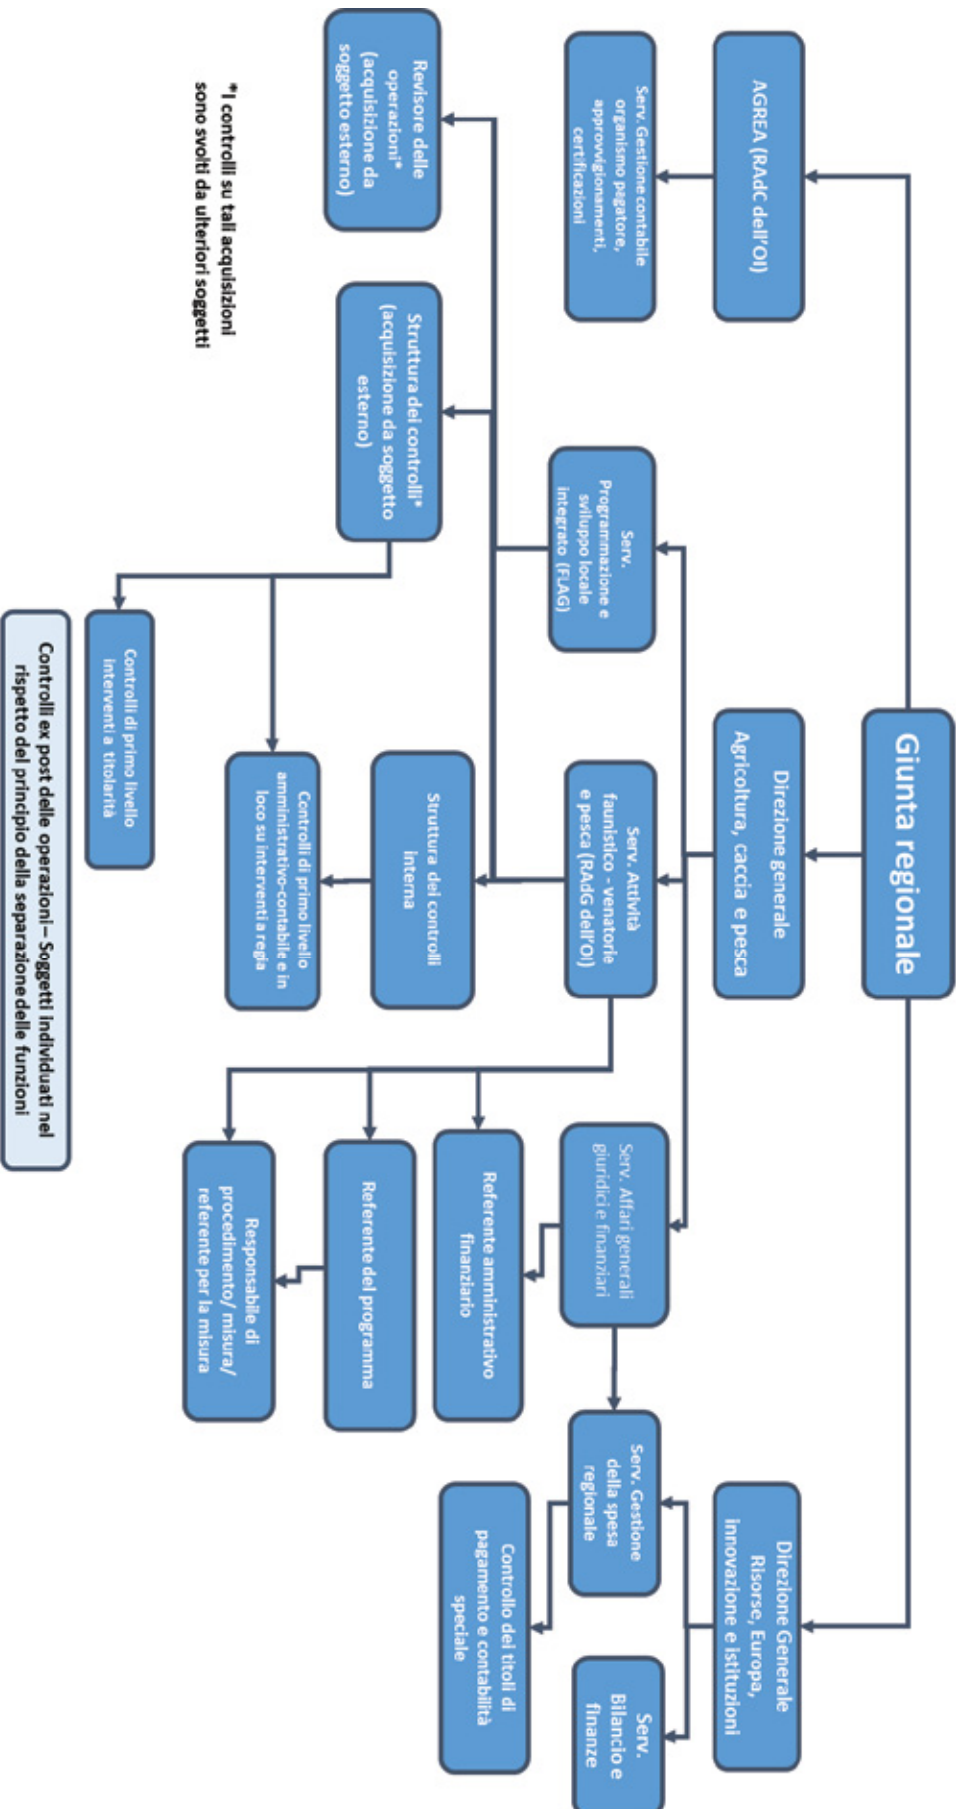 Giunta regionale
AGREA (RAdC dell'OI)
Direzione generale
Agricoltura, caccia e pesca
Direzione Generale
Risorse, Europa,
innovazione e istituzioni
Serv. Gestione contabile
organismo pagatore,
approvvigionamenti,
certificazioni
Serv.
Programmazione e
sviluppo locale
integrato (FLAG)
Serv. Attività
faunistico - venatorie
e pesca (RAdG dell'OI)
Serv. Affari generali
giuridici e finanziari
Serv. Gestione
della spesa
regionale
Serv.
Bilancio e
finanze
Revisore delle
operazioni*
(acquisizione da
soggetto esterno)
Struttura dei controlli*
(acquisizione da soggetto
esterno)
Struttura dei controlli
interna
Referente amministrativo
finanziario
Controllo dei titoli di
pagamento e contabilità
speciale
Referente del programma
Controlli di primo livello
amministrativo-contabile e in
loco su interventi a regia
Responsabile di
procedimento/ misura/
referente per la misura
*I controlli su tali acquisizioni
sono svolti da ulteriori soggetti
Controlli di primo livello
interventi a titolarità
Controlli ex post delle operazioni – Soggetti individuati nel
rispetto del principio della separazione delle funzioni